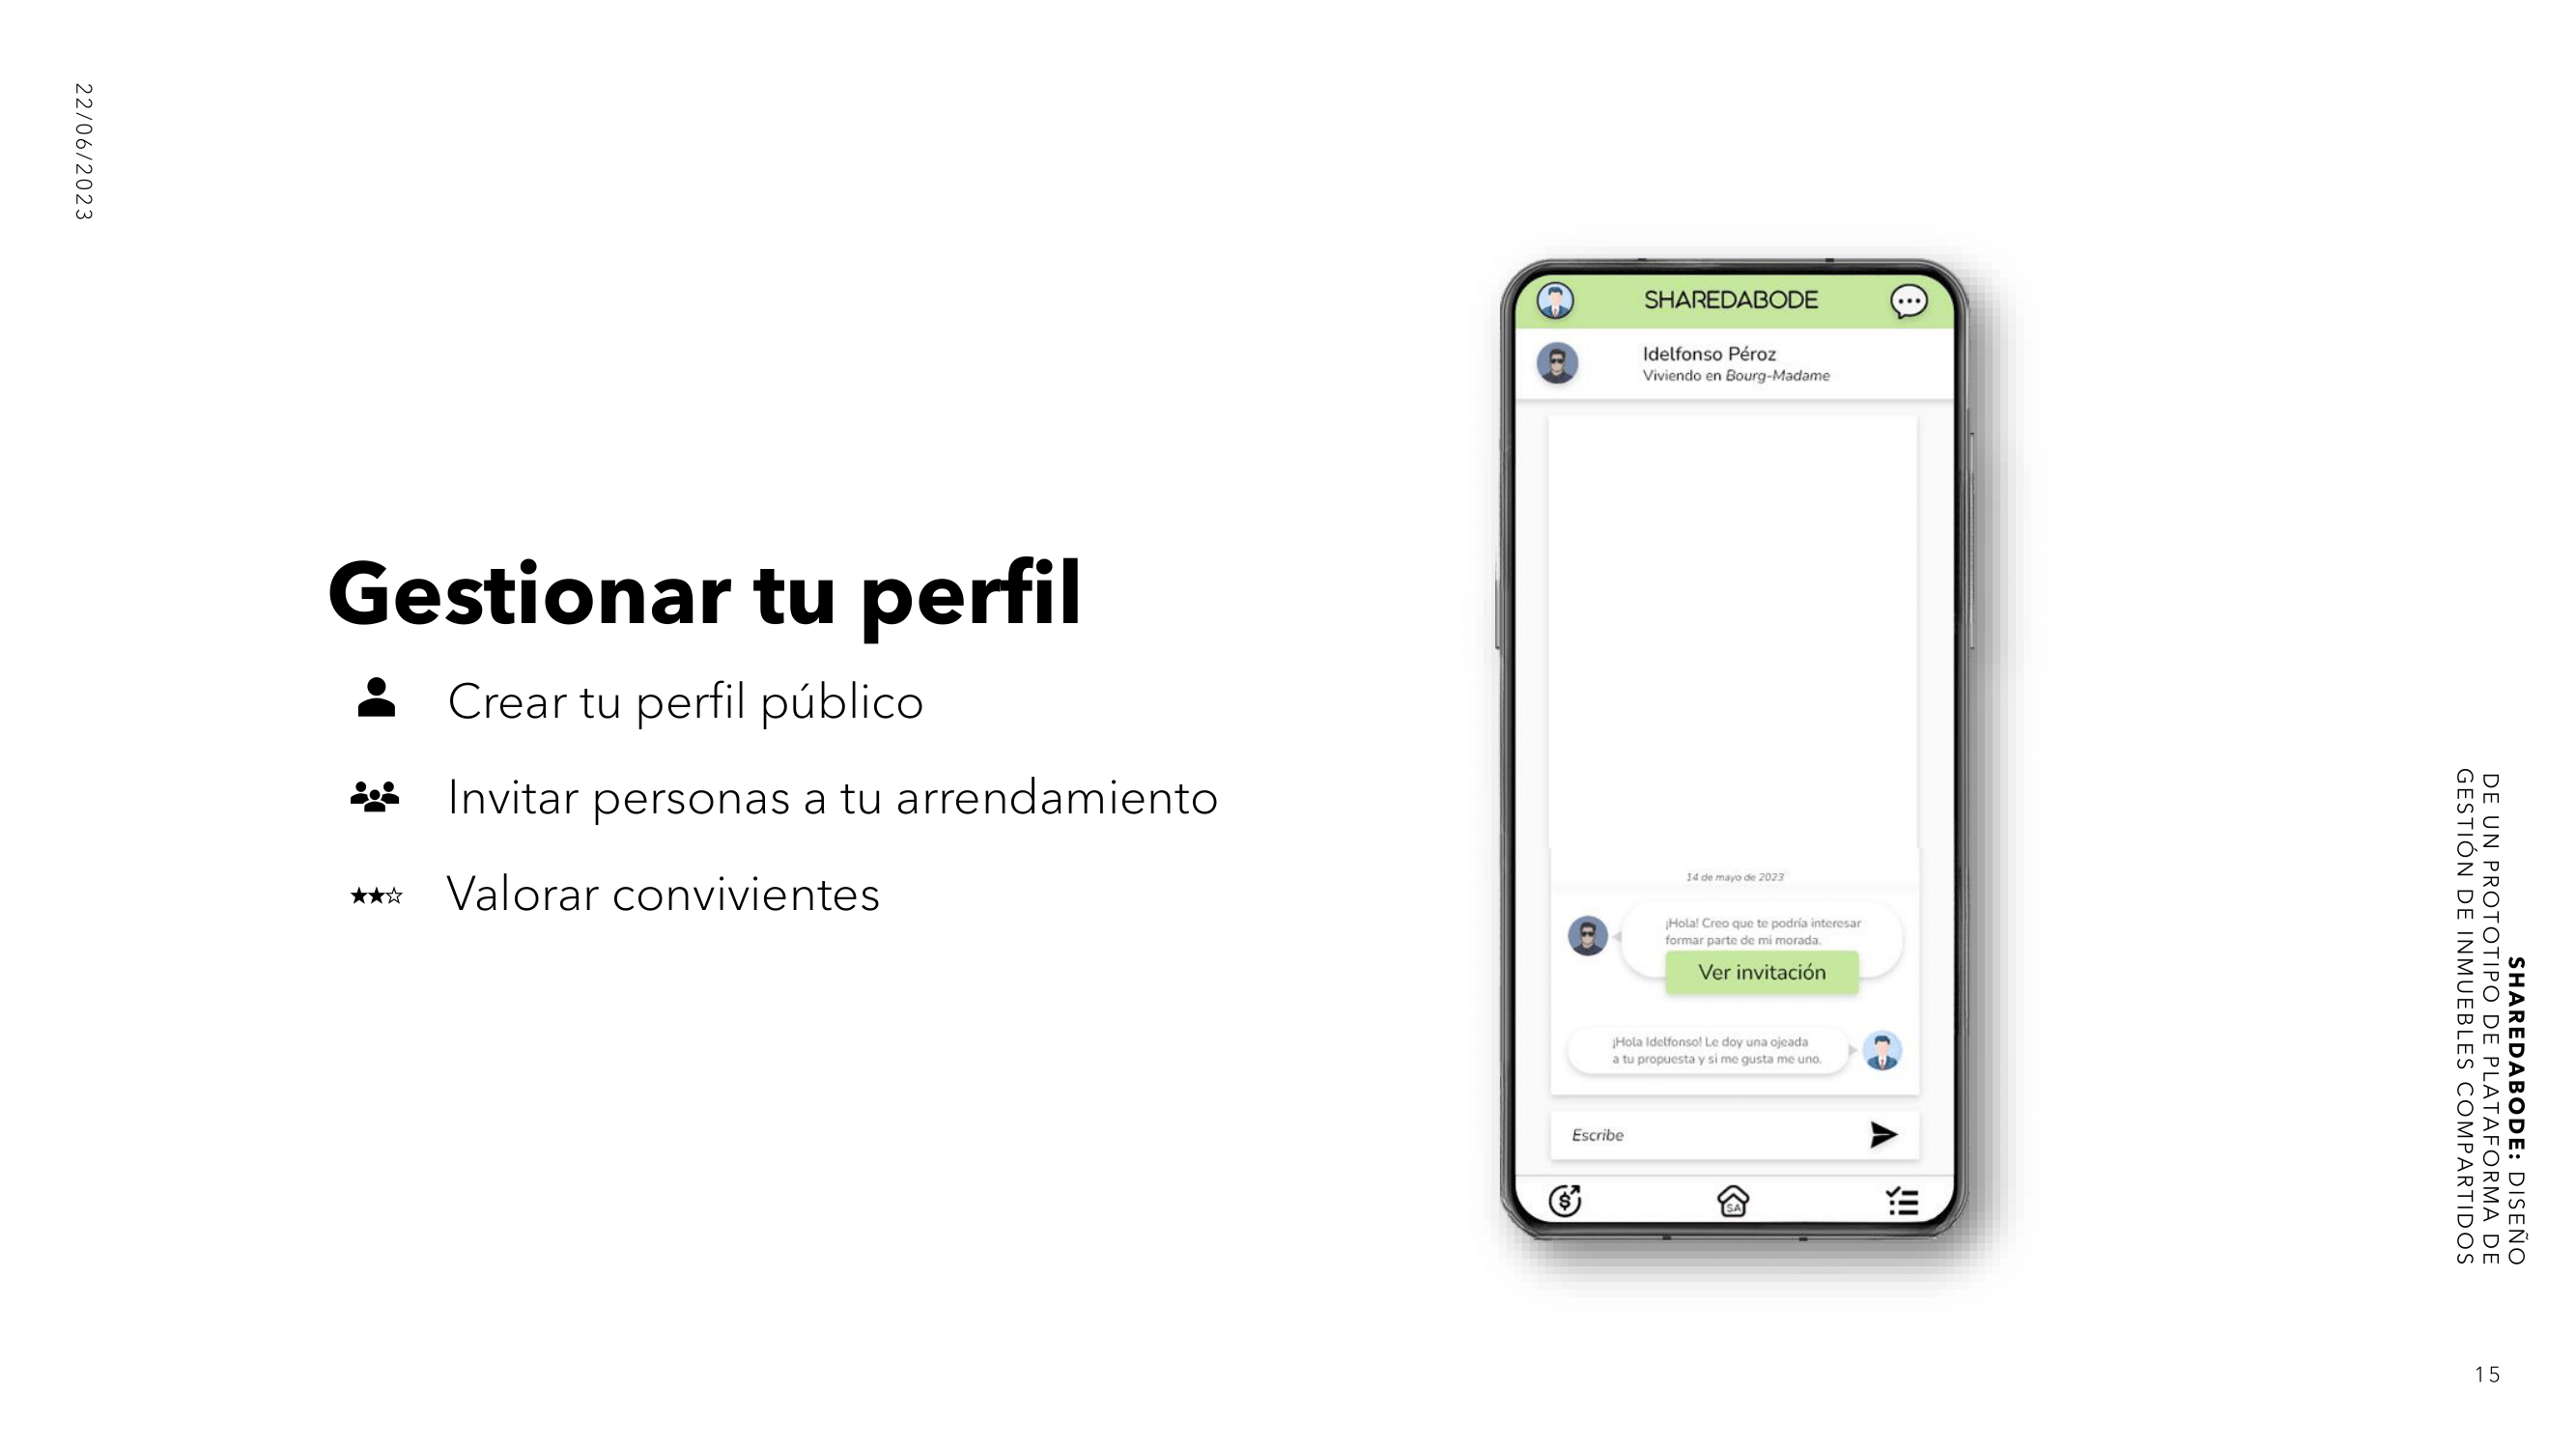 22/06/2023
Gestionar tu perfil
Crear tu perfil público
Invitar personas a tu arrendamiento
Valorar convivientes
SHAREDABODE
Idelfonso Péroz
Viviendo en Bourg-Madame
14 de mayo de 2023
¡Hola! Creo que te podría interesar
formar parte de mi morada.
Ver invitación
¡Hola Idelfonso! Le doy una ojeada
a tu propuesta y si me gusta me uno.
Escribe
$
SA
SHAREDABODE: DISEÑO
DE UN PROTOTIPO DE PLATAFORMA DE
GESTIÓN DE INMUEBLES COMPARTIDOS
15